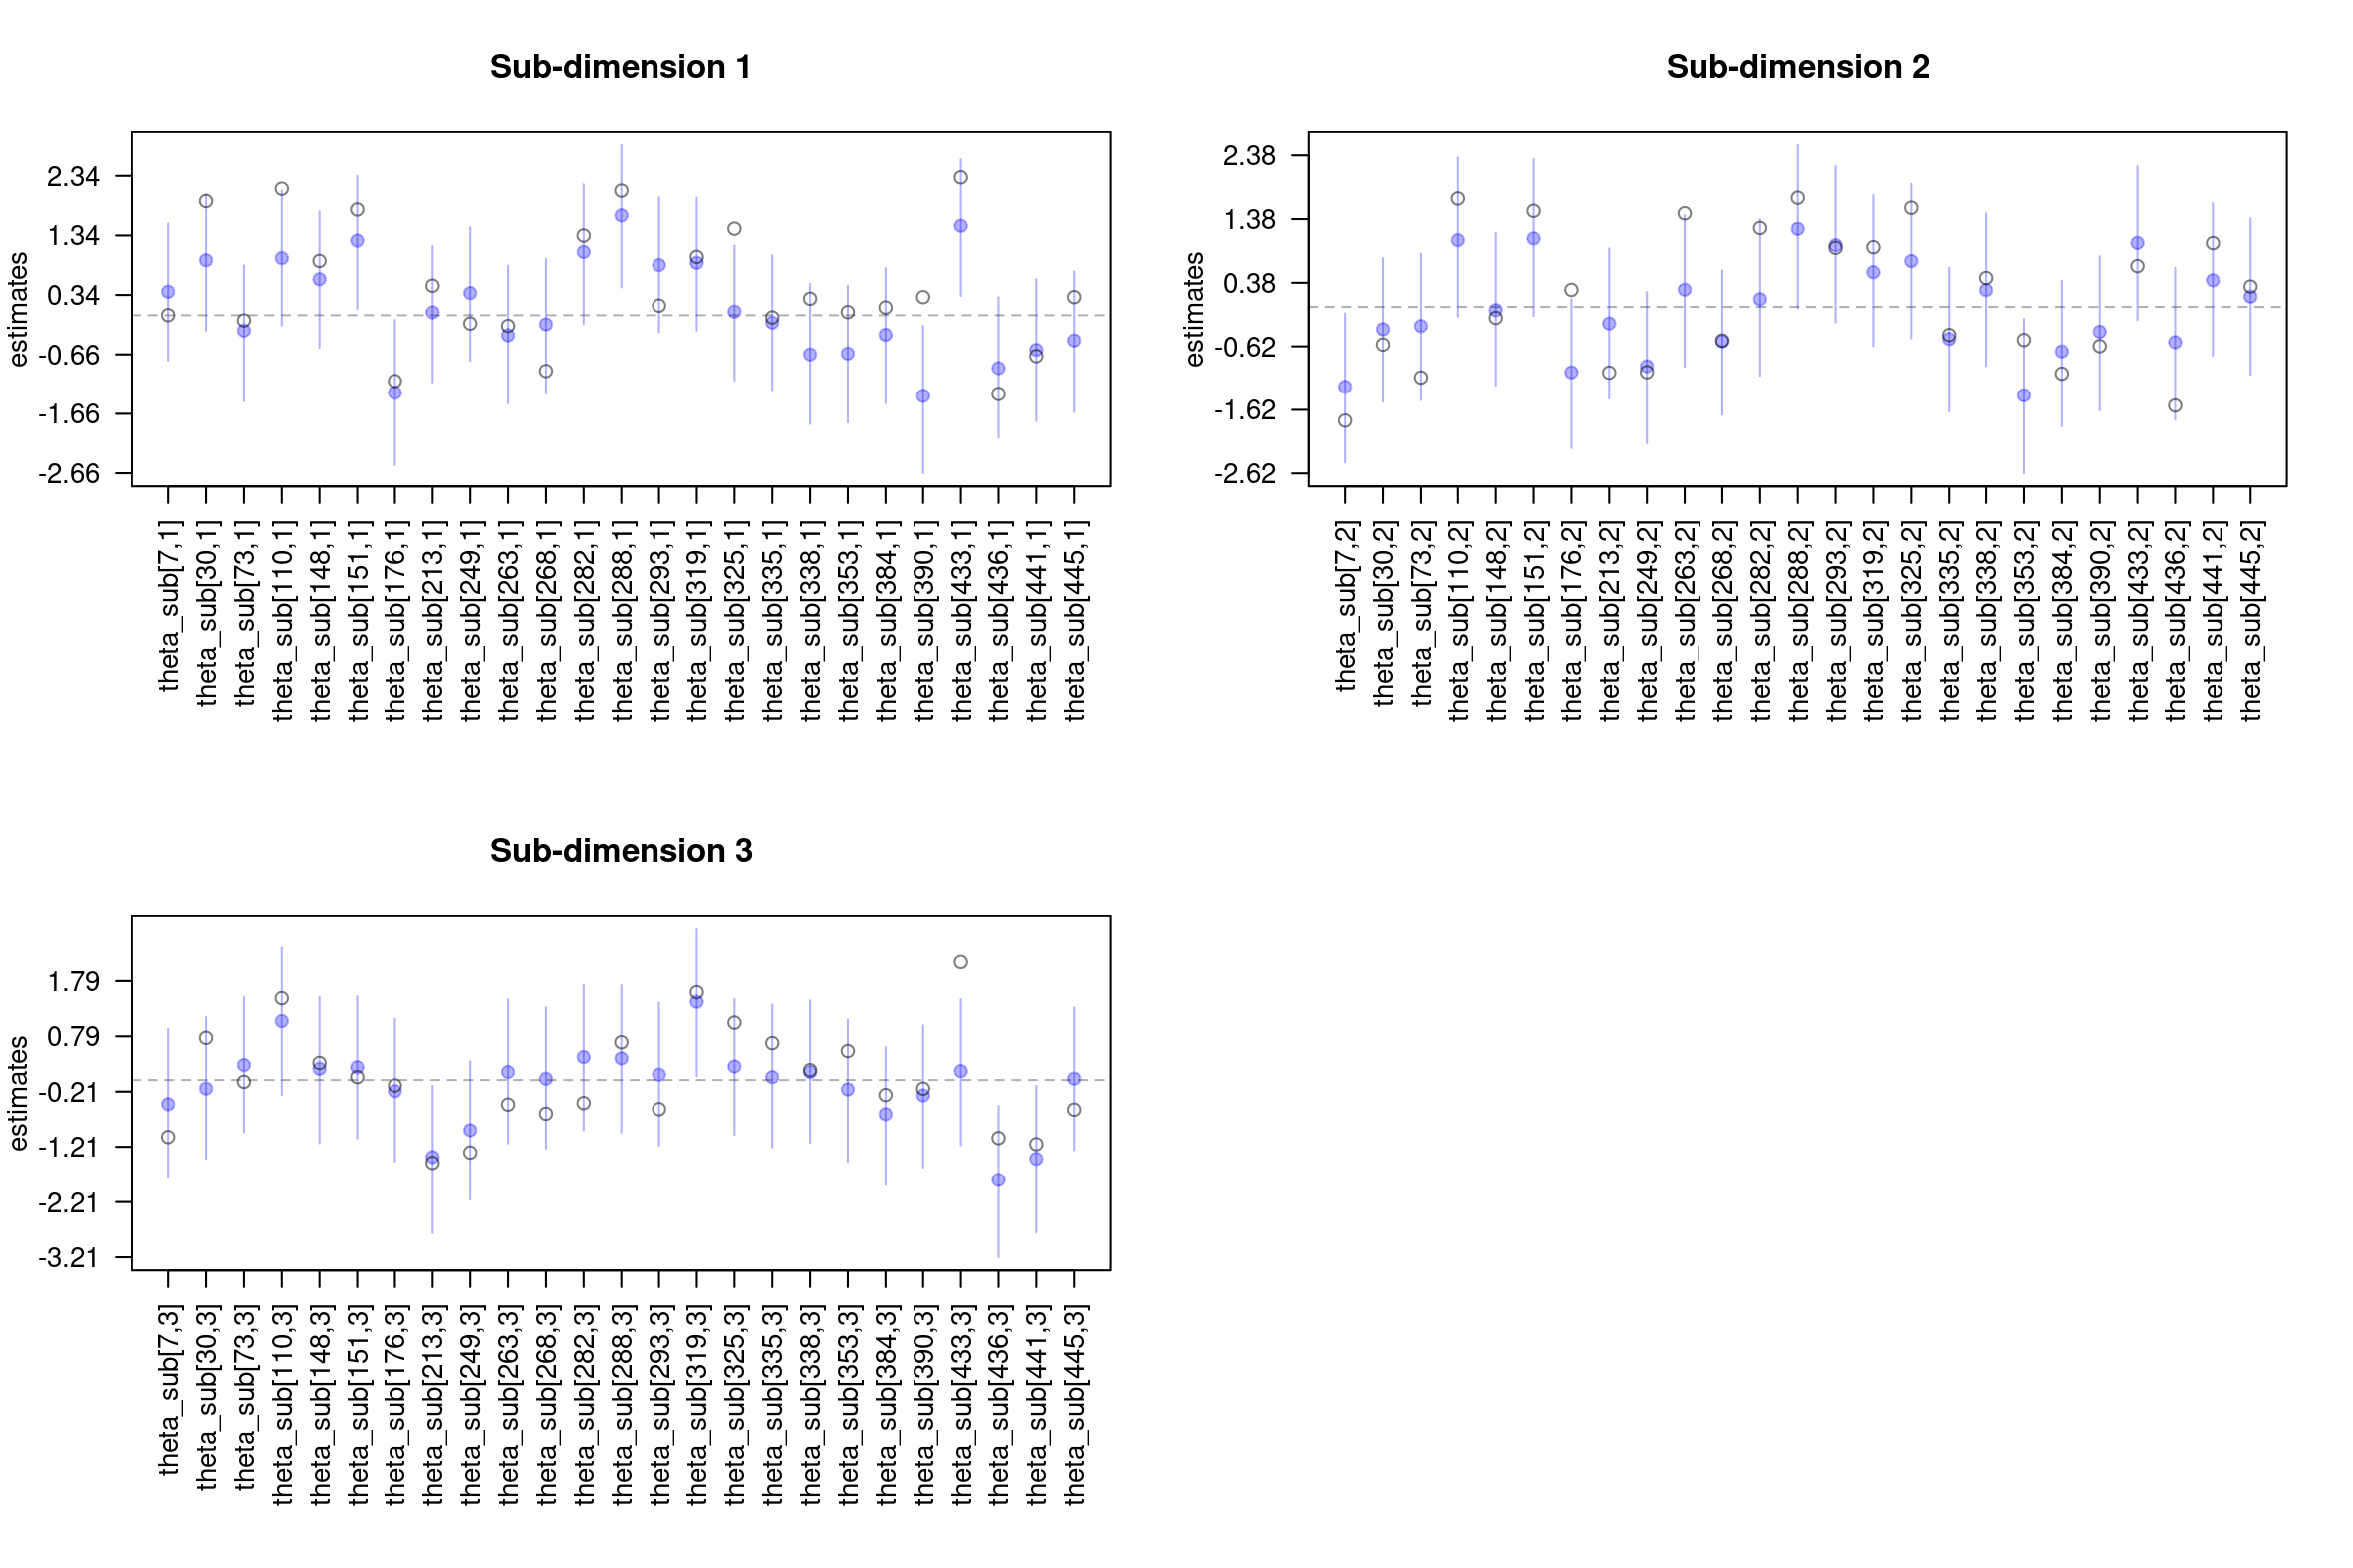 Sub-dimension 1
estimates
2.34
1.34
0.34
-0.66
-1.66
-2.66
theta_sub[7,1]
theta_sub[30,1]
theta_sub[73,1]
theta_sub[110,1]
theta_sub[148,1]
theta_sub[151,1]
theta_sub[176,1]
theta_sub[213,1]
theta_sub[249,1]
theta_sub[263,1]
theta_sub[268,1]
theta_sub[282,1]
theta_sub[288,1]
theta_sub[293,1]
theta_sub[319,1]
theta_sub[325,1]
theta_sub[335,1]
theta_sub[338,1]
theta_sub[353,1]
theta_sub[384,1]
theta_sub[390,1]
theta_sub[433,1]
theta_sub[436,1]
theta_sub[441,1]
theta_sub[445,1]
Sub-dimension 2
estimates
2.38
1.38
0.38
-0.62
-1.62
-2.62
theta_sub[7,2]
theta_sub[30,2]
theta_sub[73,2]
theta_sub[110,2]
theta_sub[148,2]
theta_sub[151,2]
theta_sub[176,2]
theta_sub[213,2]
theta_sub[249,2]
theta_sub[263,2]
theta_sub[268,2]
theta_sub[282,2]
theta_sub[288,2]
theta_sub[293,2]
theta_sub[319,2]
theta_sub[325,2]
theta_sub[335,2]
theta_sub[338,2]
theta_sub[353,2]
theta_sub[384,2]
theta_sub[390,2]
theta_sub[433,2]
theta_sub[436,2]
theta_sub[441,2]
theta_sub[445,2]
Sub-dimension 3
estimates
1.79
0.79
-0.21
-1.21
-2.21
-3.21
theta_sub[7,3]
theta_sub[30,3]
theta_sub[73,3]
theta_sub[110,3]
theta_sub[148,3]
theta_sub[151,3]
theta_sub[176,3]
theta_sub[213,3]
theta_sub[249,3]
theta_sub[263,3]
theta_sub[268,3]
theta_sub[282,3]
theta_sub[288,3]
theta_sub[293,3]
theta_sub[319,3]
theta_sub[325,3]
theta_sub[335,3]
theta_sub[338,3]
theta_sub[353,3]
theta_sub[384,3]
theta_sub[390,3]
theta_sub[433,3]
theta_sub[436,3]
theta_sub[441,3]
theta_sub[445,3]